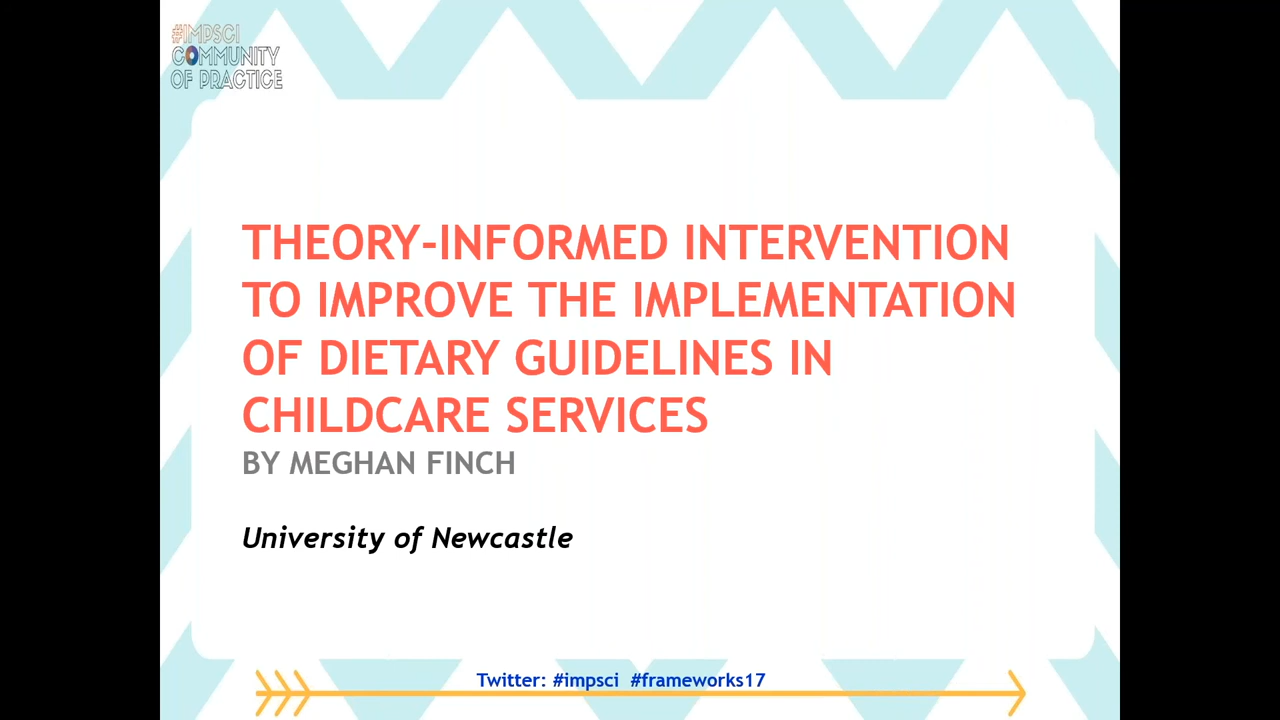 #IMPSCI
COMMUNITY
OF PRACTICE
THEORY-INFORMED INTERVENTION
TO IMPROVE THE IMPLEMENTATION
OF DIETARY GUIDELINES IN
CHILDCARE SERVICES
BY MEGHAN FINCH
University of Newcastle
Twitter: #impsci #frameworks17